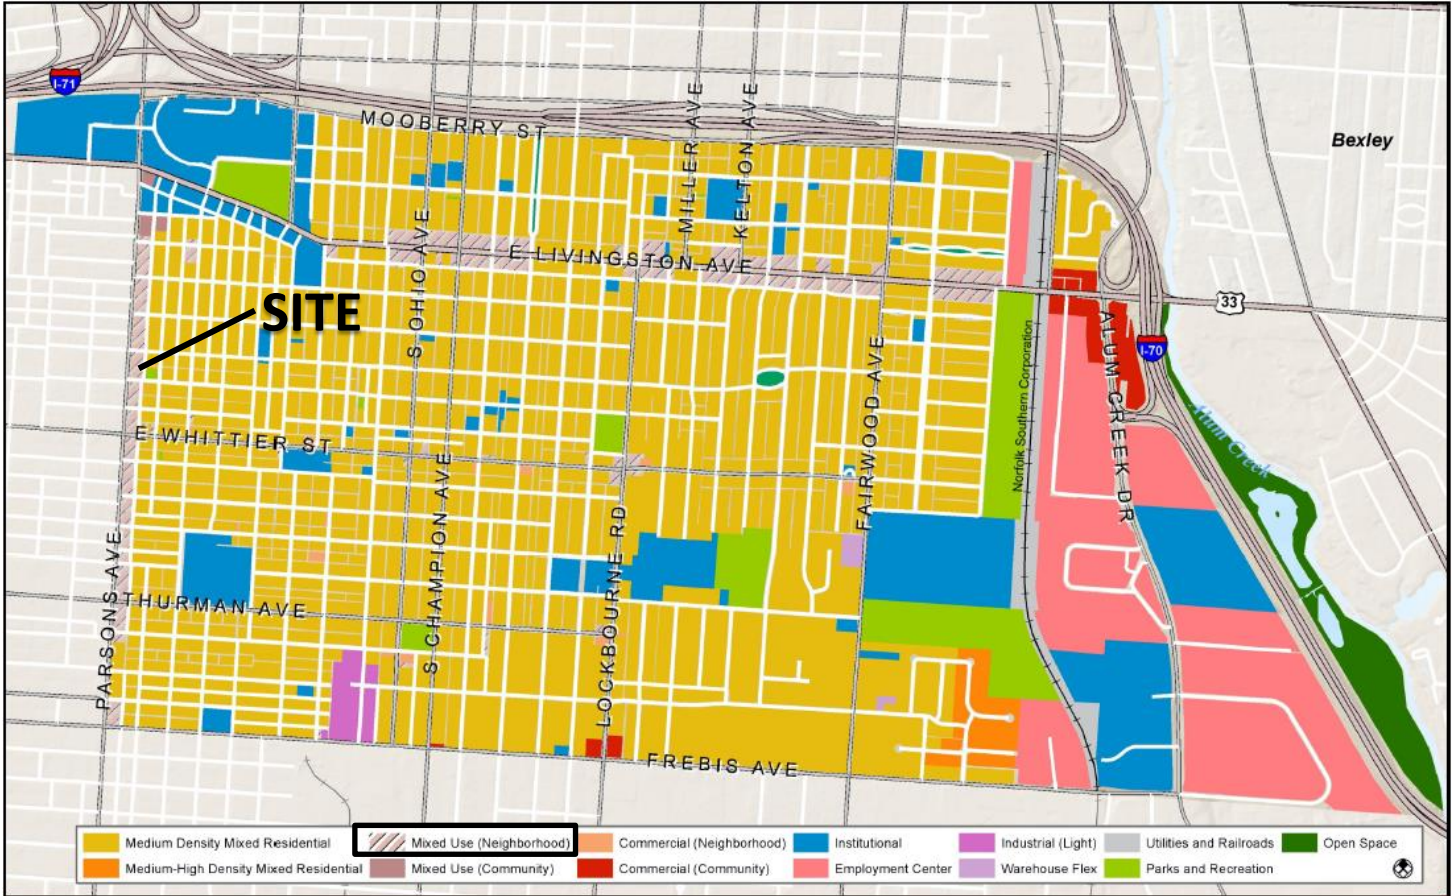 I-71
MOOBERRY ST
MILLER AVE
KELTON AVE
Bexley
S OHIO AVE
E LIVINGSTON AVE
33
SITE
I-70
ALUM CREEK DR
Norfolk Southern Corporation
FAIRWOOD AVE
Alum Creek
E WHITTIER ST
S CHAMPION AVE
LOCKBOURNE RD
PARSONS AVE
THURMAN AVE
FREBIS AVE
Medium Density Mixed Residential
Mixed Use (Neighborhood)
Commercial (Neighborhood)
Institutional
Industrial (Light)
Utilities and Railroads
Open Space
Medium-High Density Mixed Residential
Mixed Use (Community)
Commercial (Community)
Employment Center
Warehouse Flex
Parks and Recreation